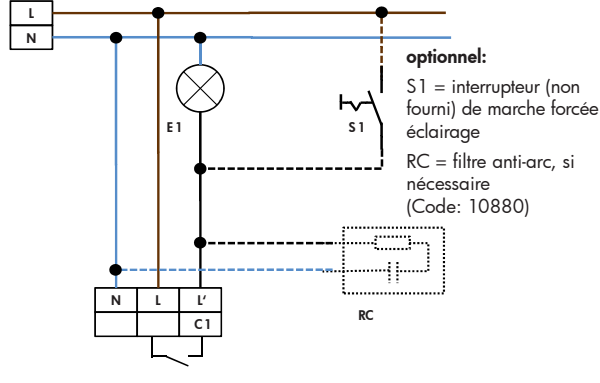 L
N
optionnel:
S1 = interrupteur (non
fourni) de marche forcée
éclairage
E1
S1
RC = filtre anti-arc, si
nécessaire
(Code: 10880)
N L L'
C1
RC